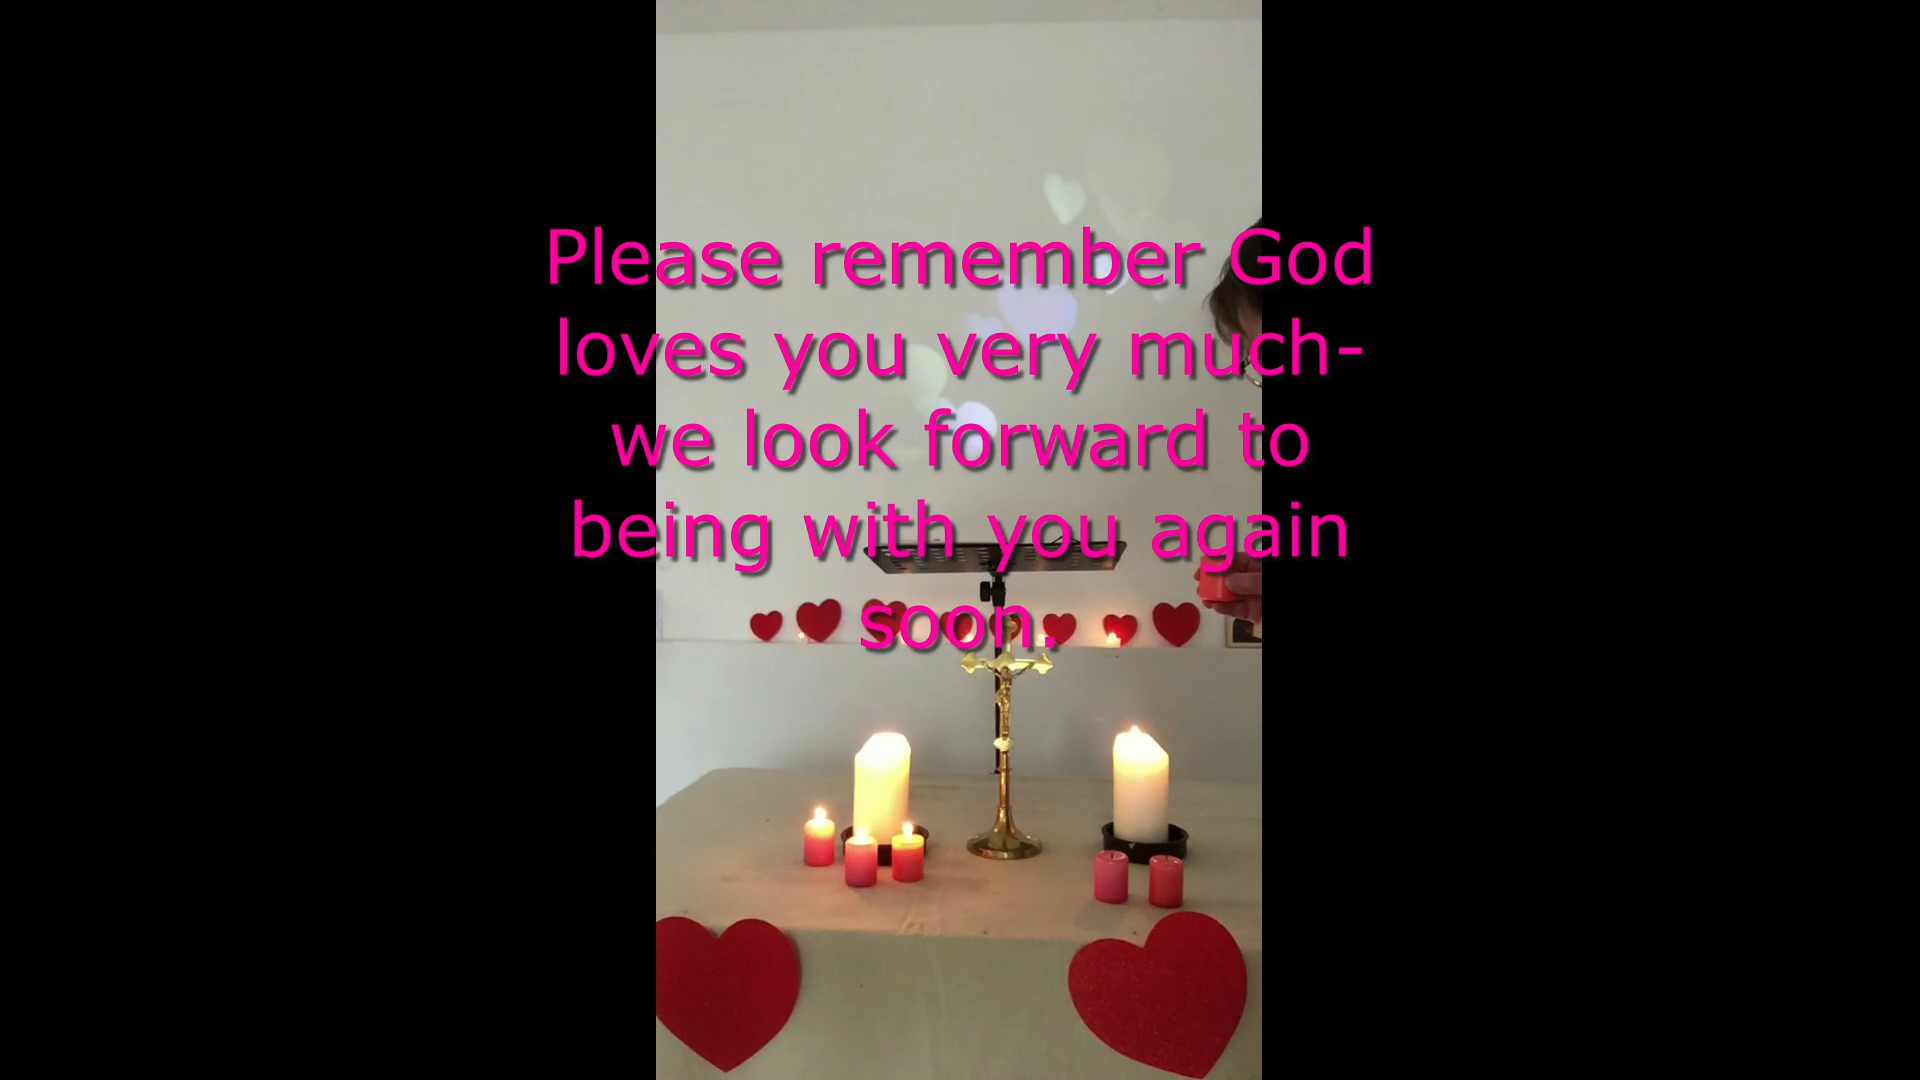 Please remember God
loves you very much-
we look forward to
being with you again
soon.